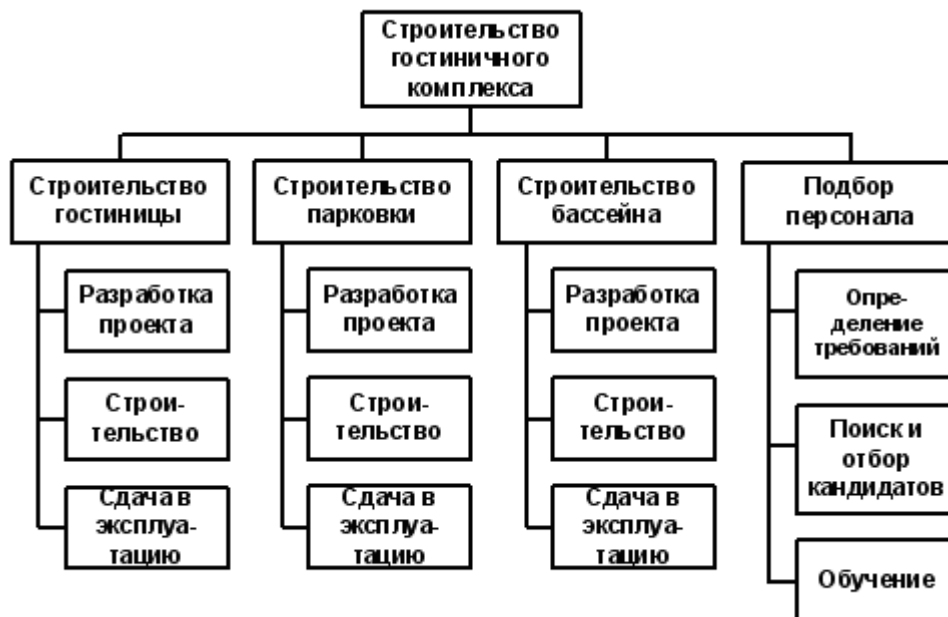 Строительство
гостиничного
комплекса
Строительство
гостиницы
Строительство
парковки
Строительство
бассейна
Подбор
персонала
Разработка
проекта
Строи-
тельство
Сдача в
эксплуа-
тацию
Разработка
проекта
Строи-
тельство
Сдача в
эксплуа-
тацию
Разработка
проекта
Строи-
тельство
Сдача в
эксплуа-
тацию
Опре-
деление
требований
Поиск и
отбор
кандидатов
Обучение